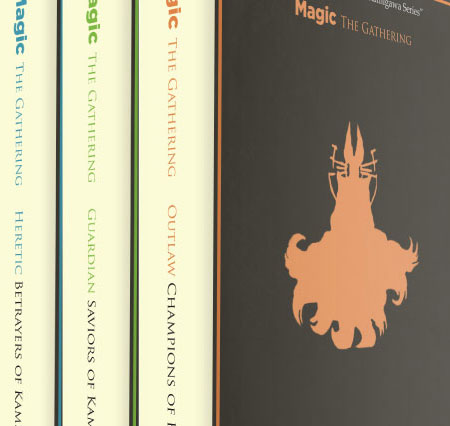 Magic The Gathering Heretic Betrayers of Kam
Magic The Gathering Guardian Saviors of Kam
Magic The Gathering Outlaw Champions of
Series"
Magic The Gathering